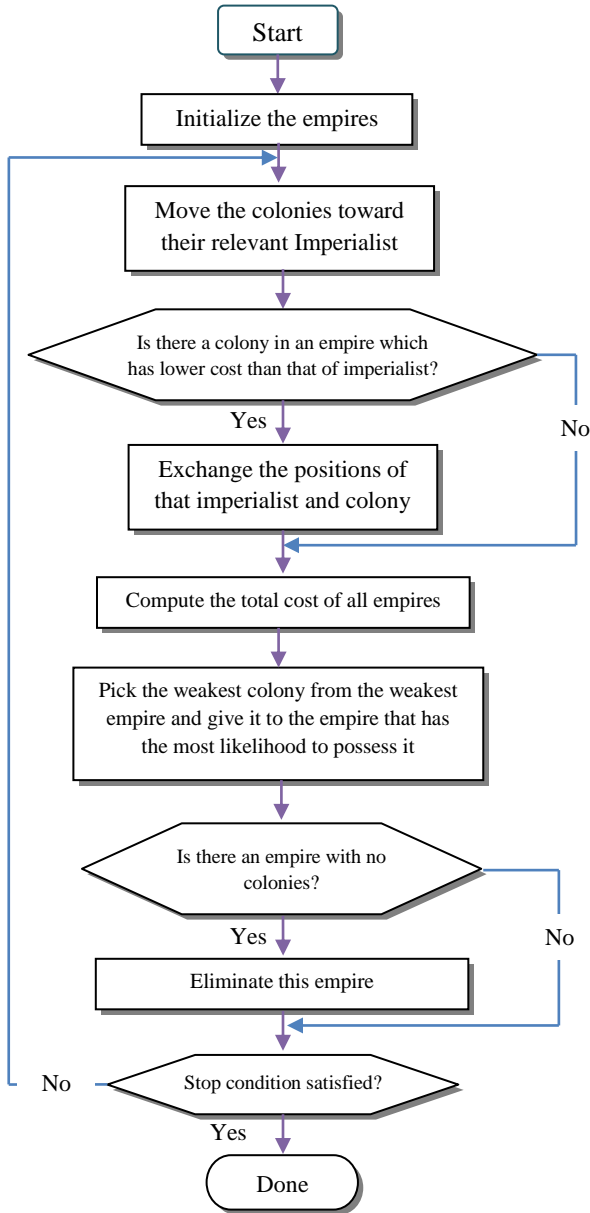 Start
Initialize the empires
Move the colonies toward
their relevant Imperialist
Is there a colony in an empire which
has lower cost than that of imperialist?
Yes
No
Exchange the positions of
that imperialist and colony
Compute the total cost of all empires
Pick the weakest colony from the weakest
empire and give it to the empire that has
the most likelihood to possess it
Is there an empire with no
colonies?
Yes
No
Eliminate this empire
No
Stop condition satisfied?
Yes
Done